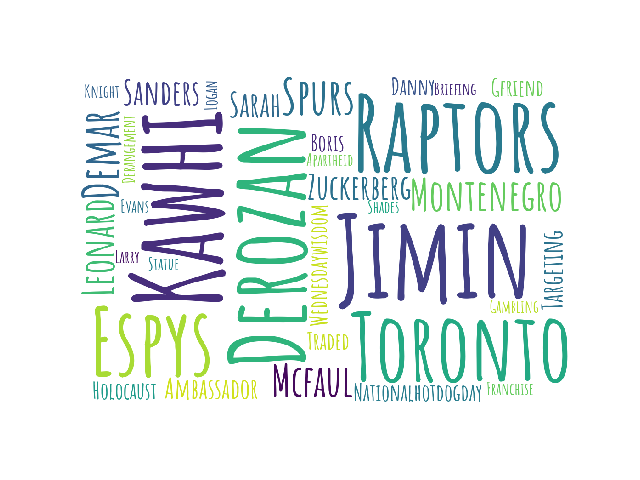 Knight
Sanders
Logan
Sarah
Spurs
Danny
Briefing
Gfriend
Demar
Derangement
Kawhi
Derozan
Boris
Apartheid
Raptors
Zuckerberg
Montenegro
Leonard
Evans
Shades
Larry
Statue
Wednesdaywisdom
Jimin
Targeting
Gambling
Espys
Traded
Toronto
Holocaust
Ambassador
Mcfaul
Nationalhotdogday
Franchise